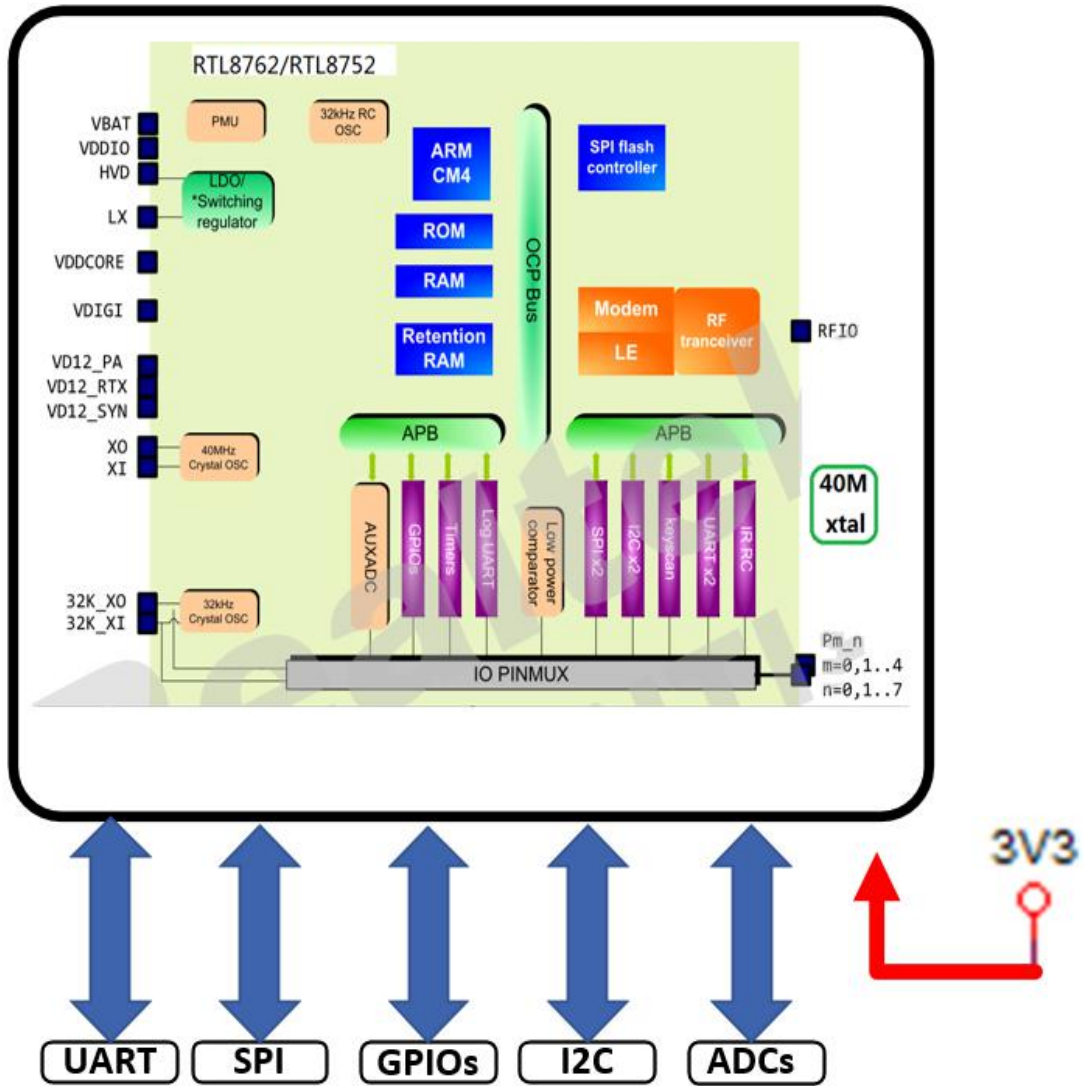 RTL8762/RTL8752
VBAT
VDDIO
HVD
LX
VDDCORE
VDIGI
VD12_PA
VD12_RTX
VD12_SYN
XO
XI
32K_XO
32K_XI
PMU
32kHz RC
OSC
LDO/
*Switching
regulator
40MHz
Crystal OSC
32kHz
Crystal OSC
ARM
CM4
ROM
RAM
Retention
RAM
OCP Bus
SPI flash
controller
Modem
LE
RF
tranceiver
RFIO
APB
APB
AUXADC
GPIOs
Timers
Log UART
Low power
comparator
SPI x2
I2C x2
keyscan
UART x2
IR RC
40M
xtal
IO PINMUX
Pm_n
m=0,1..4
n=0,1..7
3V3
UART
SPI
GPIOs
I2C
ADCs